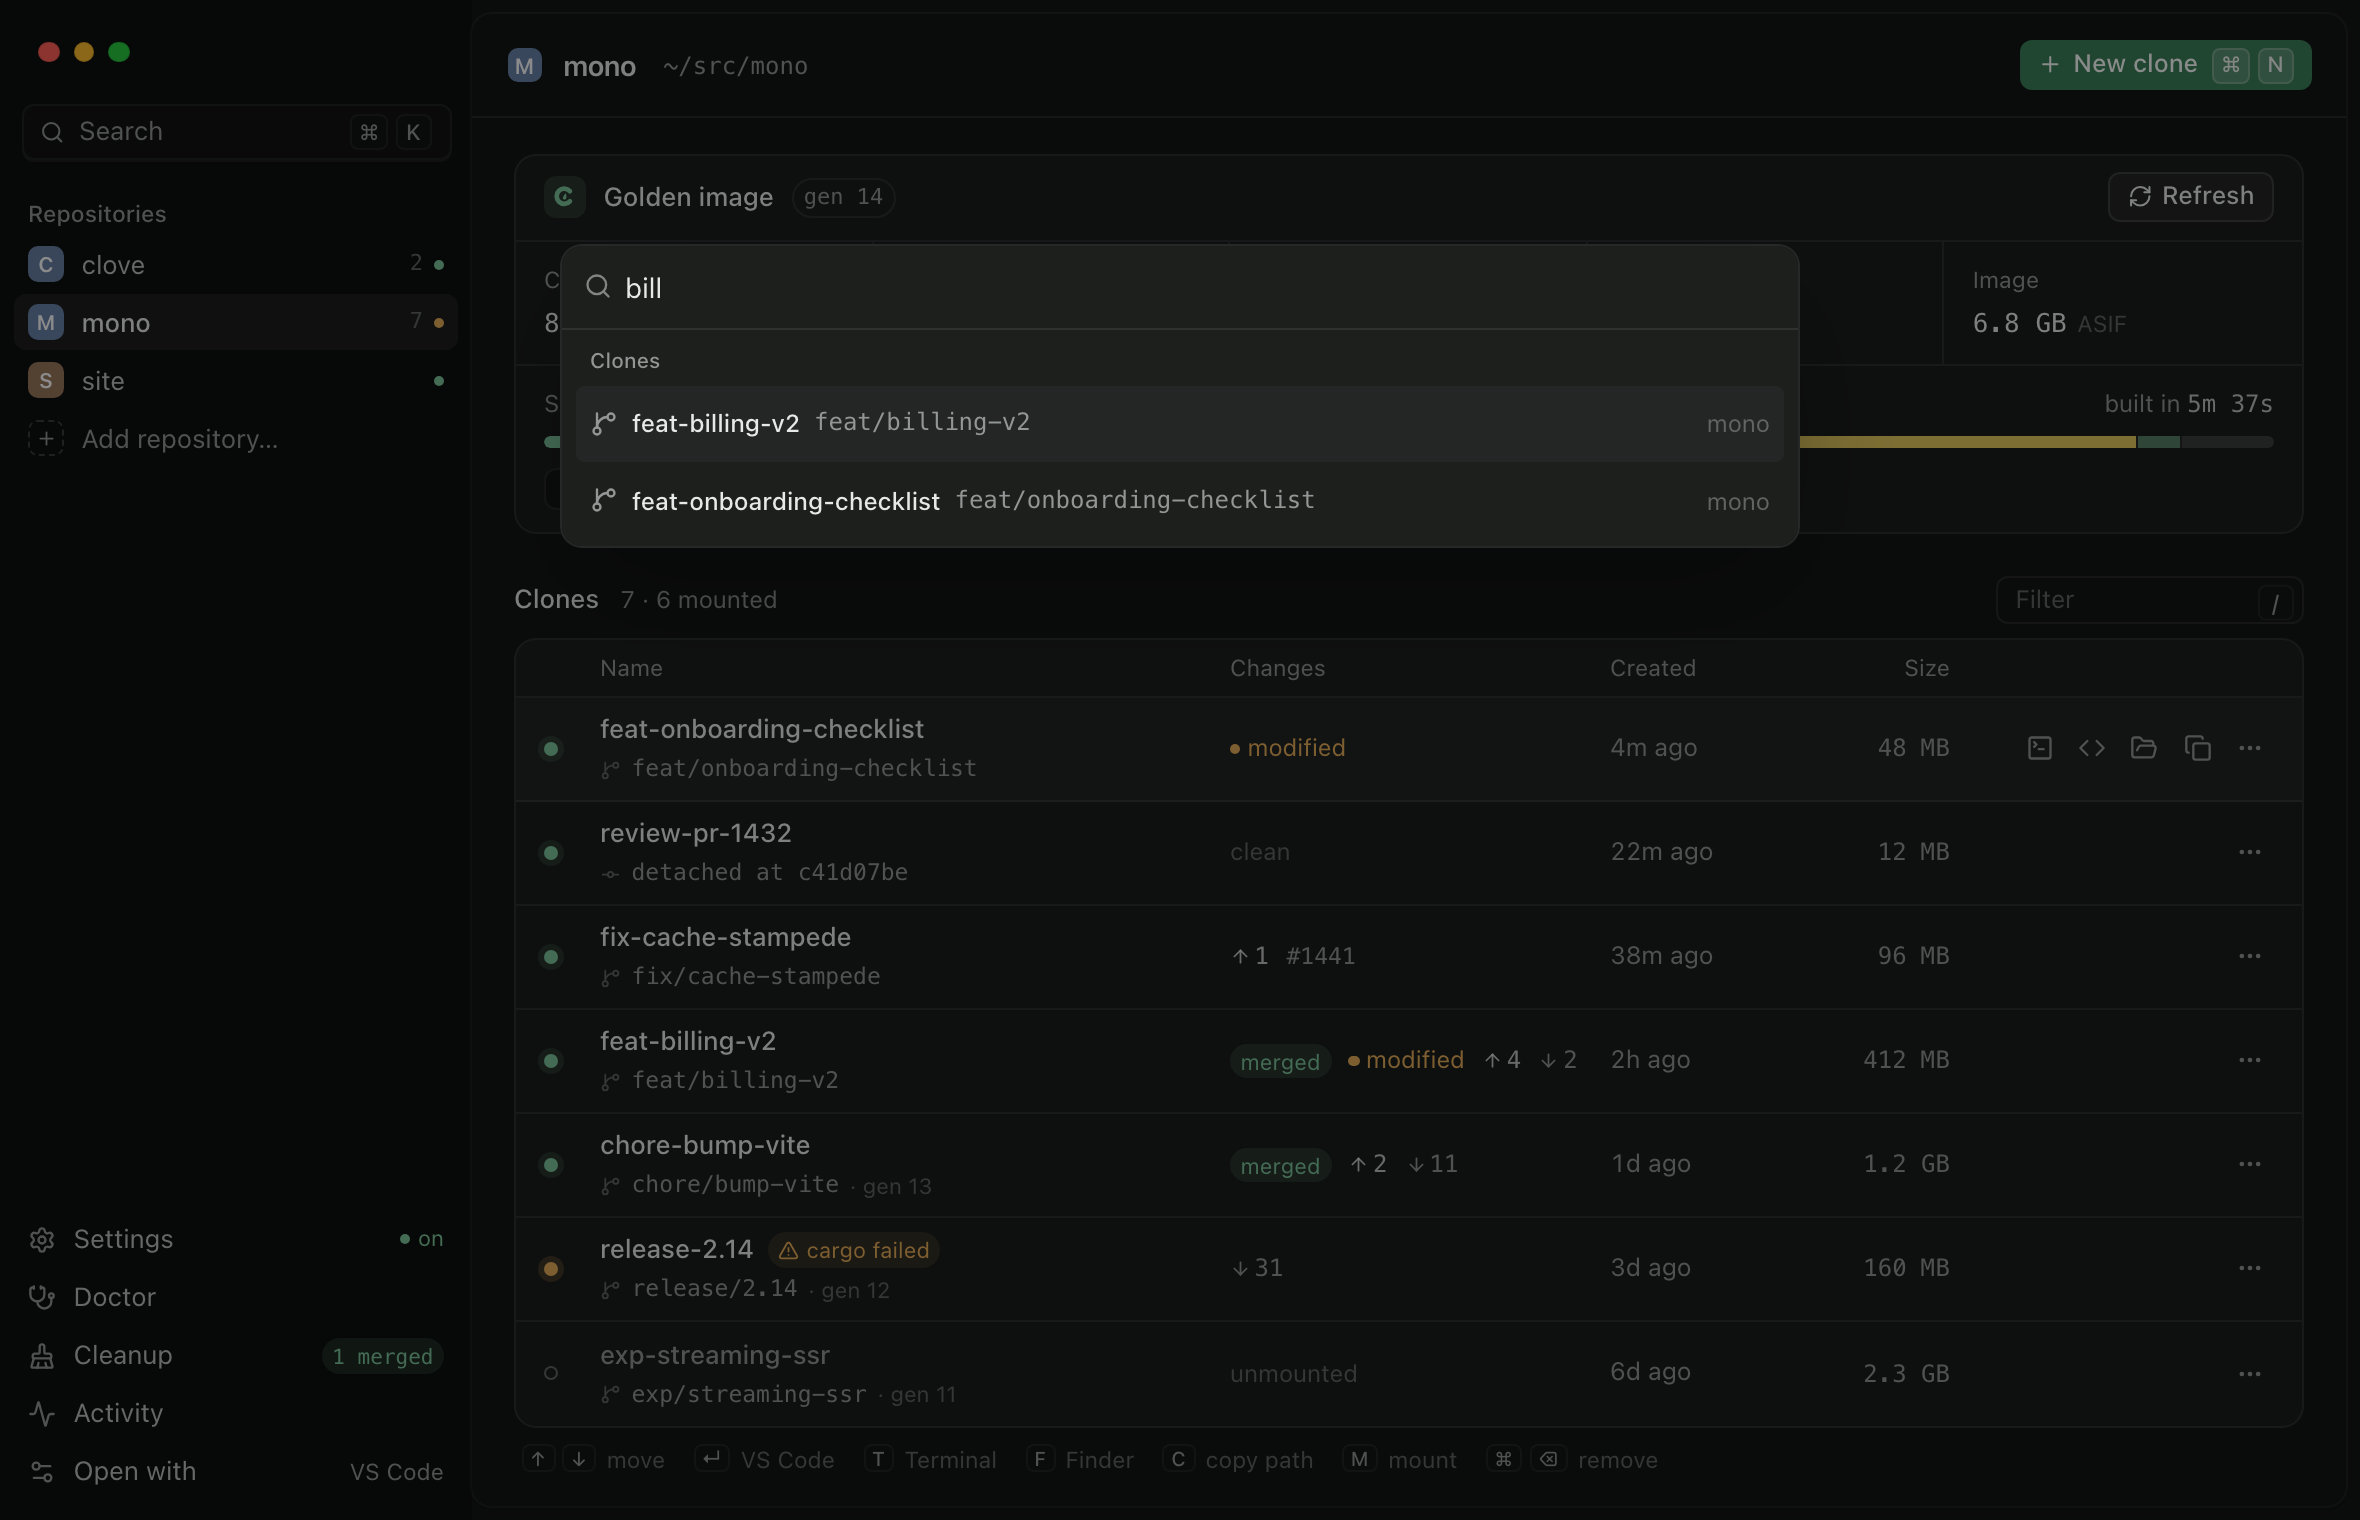 Search ⌘ K
Repositories
C clove 2
M mono 7
S site
Add repository...
Settings on
Doctor
Cleanup 1 merged
Activity
Open with VS Code
M mono ~/src/mono
+ New clone ⌘ N
Golden image gen 14
Refresh
bill
Clones
feat-billing-v2 feat/billing-v2 mono
feat-onboarding-checklist feat/onboarding-checklist mono
Image
6.8 GB ASIF
built in 5m 37s
Clones 7 · 6 mounted
Filter /
Name Changes Created Size
feat-onboarding-checklist modified 4m ago 48 MB
feat/onboarding-checklist
review-pr-1432 clean 22m ago 12 MB
detached at c41d07be
fix-cache-stampede ↑1 #1441 38m ago 96 MB
fix/cache-stampede
feat-billing-v2 merged modified ↑4 ↓2 2h ago 412 MB
feat/billing-v2
chore-bump-vite merged ↑2 ↓11 1d ago 1.2 GB
chore/bump-vite · gen 13
release-2.14 cargo failed ↓31 3d ago 160 MB
release/2.14 · gen 12
exp-streaming-ssr unmounted 6d ago 2.3 GB
exp/streaming-ssr · gen 11
↑ ↓ move ↵ VS Code T Terminal F Finder C copy path M mount ⌘ ⌫ remove